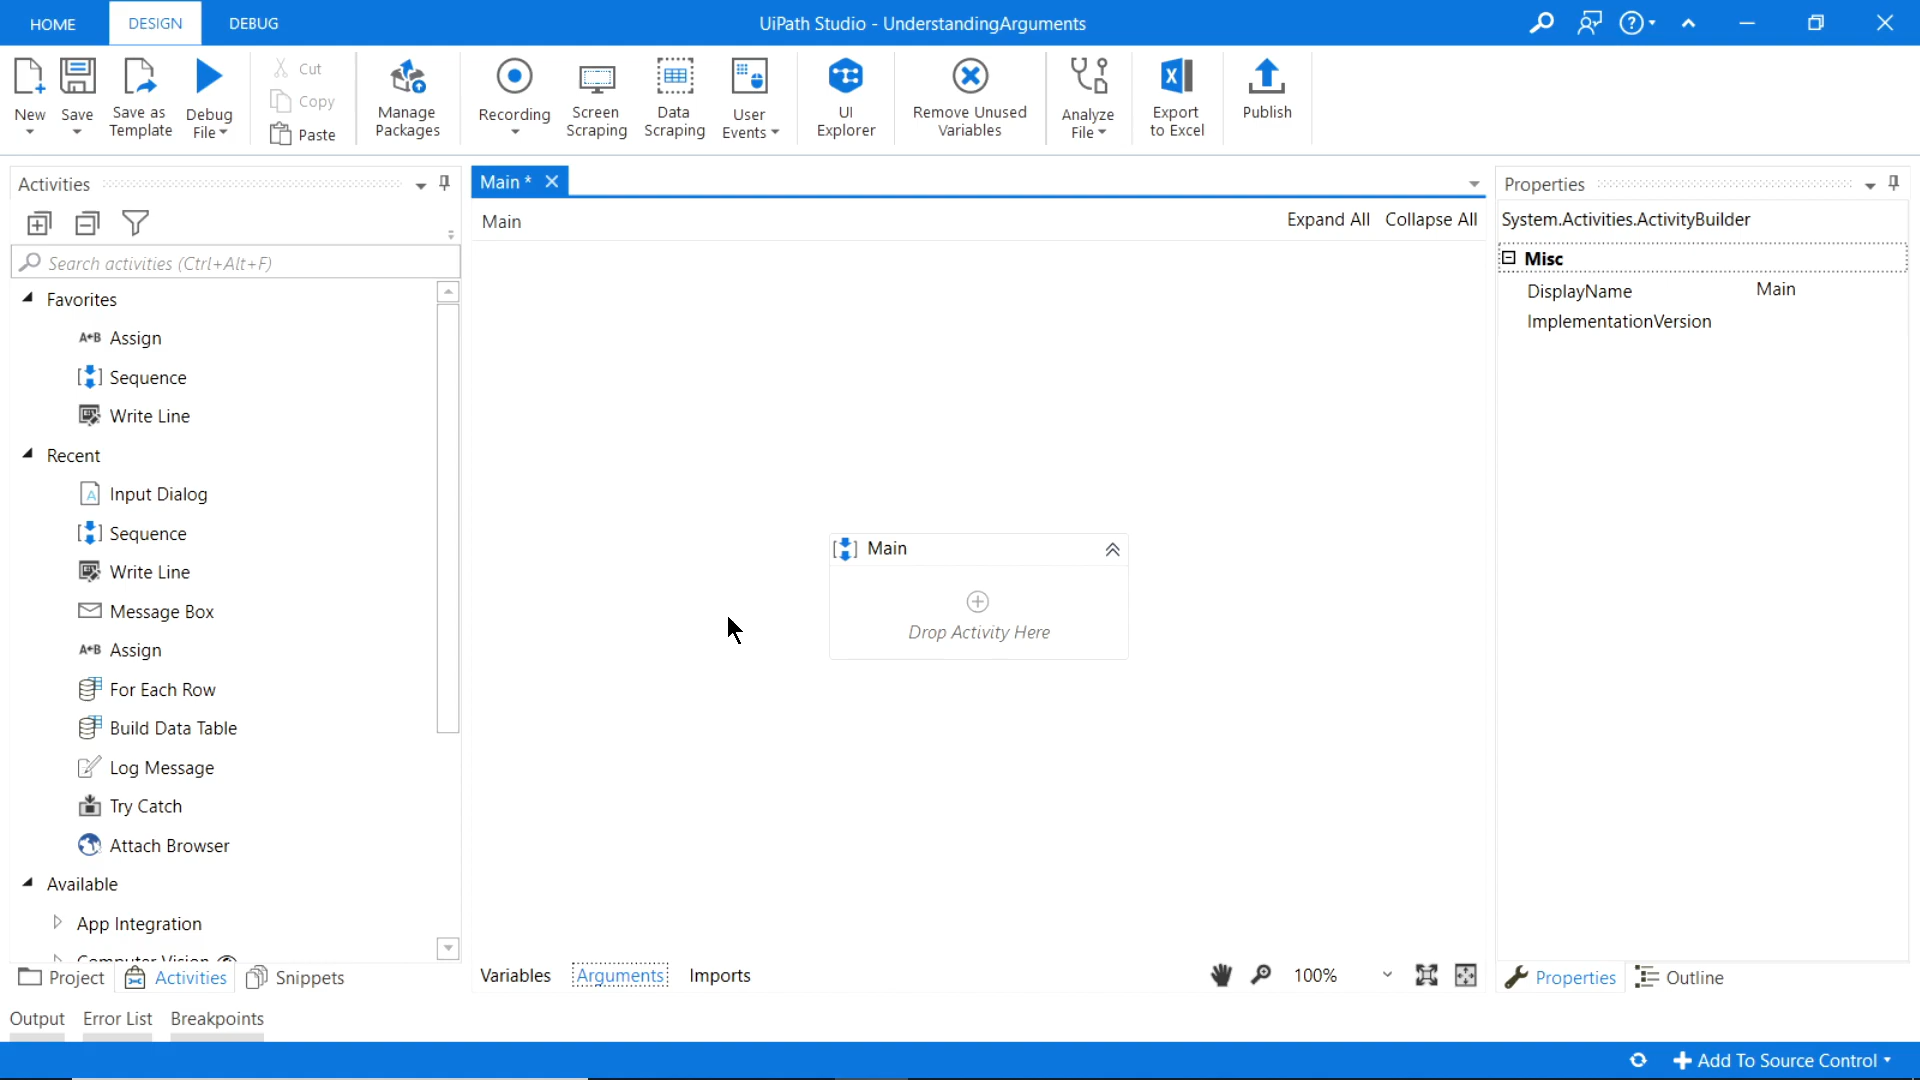 HOME DESIGN DEBUG UiPath Studio - UnderstandingArguments
New Save Save as Template Debug File Cut Copy Paste Manage Packages Recording Screen Scraping Data Scraping User Events UI Explorer Remove Unused Variables Analyze File Export to Excel Publish
Activities
Search activities (Ctrl+Alt+F)
Favorites
Assign
Sequence
Write Line
Recent
Input Dialog
Sequence
Write Line
Message Box
Assign
For Each Row
Build Data Table
Log Message
Try Catch
Attach Browser
Available
App Integration
Computer Vision
Project Activities Snippets
Main *
Main Expand All Collapse All
Main
Drop Activity Here
Variables Arguments Imports 100%
Properties
System.Activities.ActivityBuilder
Misc
DisplayName Main
ImplementationVersion
Properties Outline
Output Error List Breakpoints
Add To Source Control